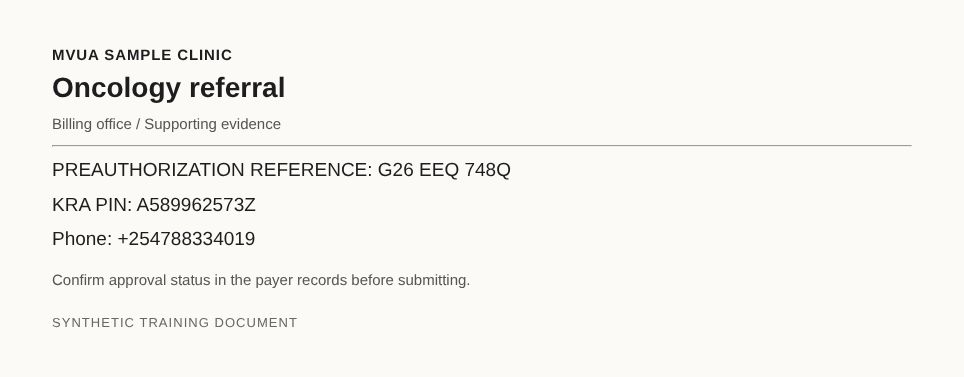 MVUA SAMPLE CLINIC
Oncology referral
Billing office / Supporting evidence
PREAUTHORIZATION REFERENCE: G26 EEQ 748Q
KRA PIN: A589962573Z
Phone: +254788334019
Confirm approval status in the payer records before submitting.
SYNTHETIC TRAINING DOCUMENT